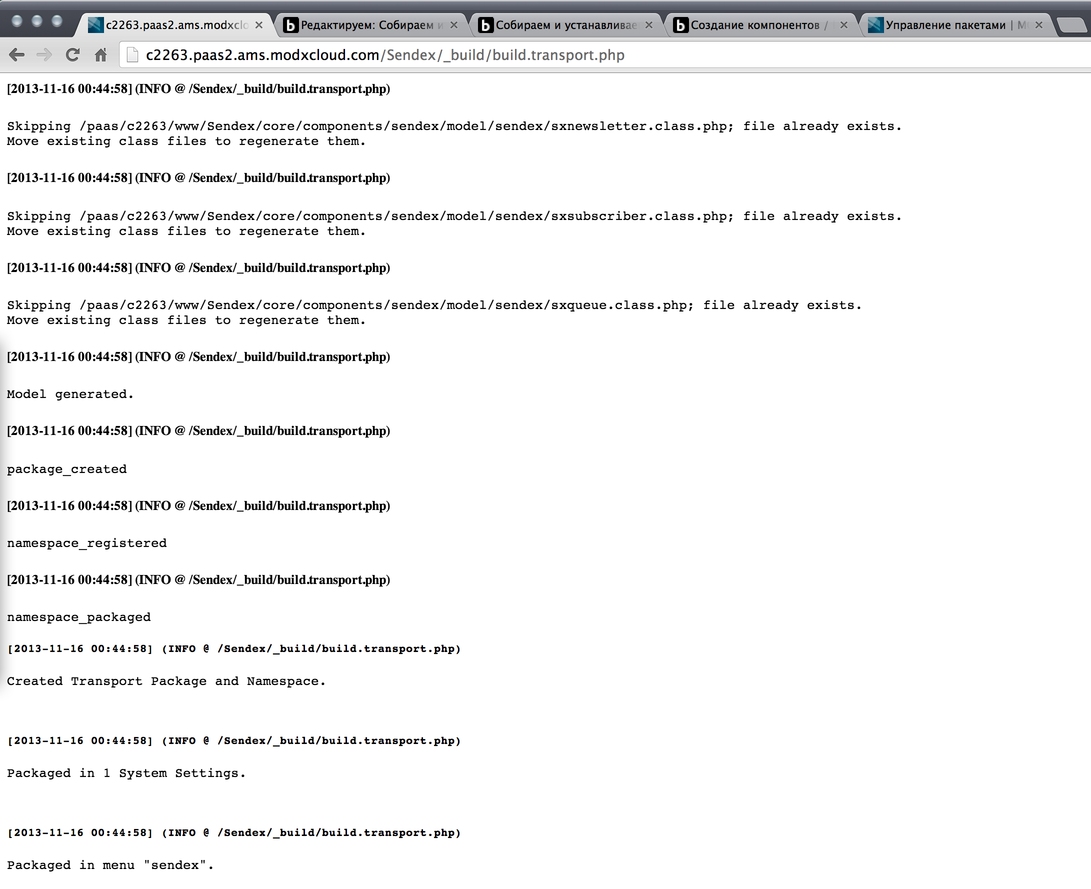 c2263.paas2.ams.modxclo
Редактируем: Собираем и
Собираем и устанавливае
Создание компонентов /
Управление пакетами |
c2263.paas2.ams.modxcloud.com/Sendex/_build/build.transport.php
[2013-11-16 00:44:58] (INFO @ /Sendex/_build/build.transport.php)
Skipping /paas/c2263/www/Sendex/core/components/sendex/model/sendex/sxnewsletter.class.php; file already exists.
Move existing class files to regenerate them.
[2013-11-16 00:44:58] (INFO @ /Sendex/_build/build.transport.php)
Skipping /paas/c2263/www/Sendex/core/components/sendex/model/sendex/sxsubscriber.class.php; file already exists.
Move existing class files to regenerate them.
[2013-11-16 00:44:58] (INFO @ /Sendex/_build/build.transport.php)
Skipping /paas/c2263/www/Sendex/core/components/sendex/model/sendex/sxqueue.class.php; file already exists.
Move existing class files to regenerate them.
[2013-11-16 00:44:58] (INFO @ /Sendex/_build/build.transport.php)
Model generated.
[2013-11-16 00:44:58] (INFO @ /Sendex/_build/build.transport.php)
package_created
[2013-11-16 00:44:58] (INFO @ /Sendex/_build/build.transport.php)
namespace_registered
[2013-11-16 00:44:58] (INFO @ /Sendex/_build/build.transport.php)
namespace_packaged
[2013-11-16 00:44:58] (INFO @ /Sendex/_build/build.transport.php)
Created Transport Package and Namespace.
[2013-11-16 00:44:58] (INFO @ /Sendex/_build/build.transport.php)
Packaged in 1 System Settings.
[2013-11-16 00:44:58] (INFO @ /Sendex/_build/build.transport.php)
Packaged in menu "sendex".